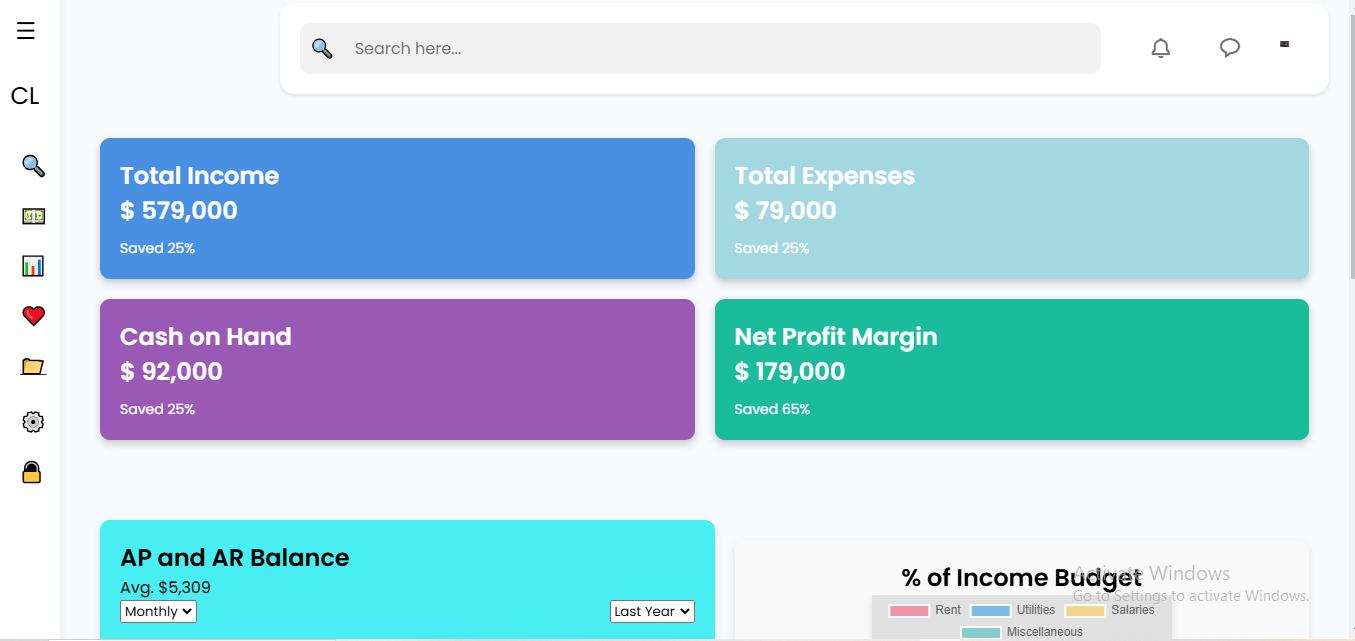 ☰
Search here...
CL
Total Income
$ 579,000
Saved 25%
Total Expenses
$ 79,000
Saved 25%
Cash on Hand
$ 92,000
Saved 25%
Net Profit Margin
$ 179,000
Saved 65%
AP and AR Balance
Avg. $5,309
Monthly
Last Year
% of Income Budget
Rent Utilities Salaries
Miscellaneous
Activate Windows
Go to Settings to activate Windows.